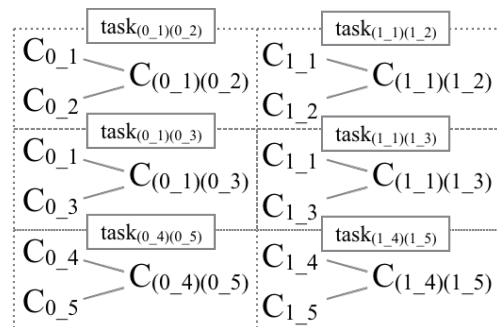 task(0_1)(0_2)
C0_1
C(0_1)(0_2)
C0_2
task(1_1)(1_2)
C1_1
C(1_1)(1_2)
C1_2
task(0_1)(0_3)
C0_1
C(0_1)(0_3)
C0_3
task(1_1)(1_3)
C1_1
C(1_1)(1_3)
C1_3
task(0_4)(0_5)
C0_4
C(0_4)(0_5)
C0_5
task(1_4)(1_5)
C1_4
C(1_4)(1_5)
C1_5